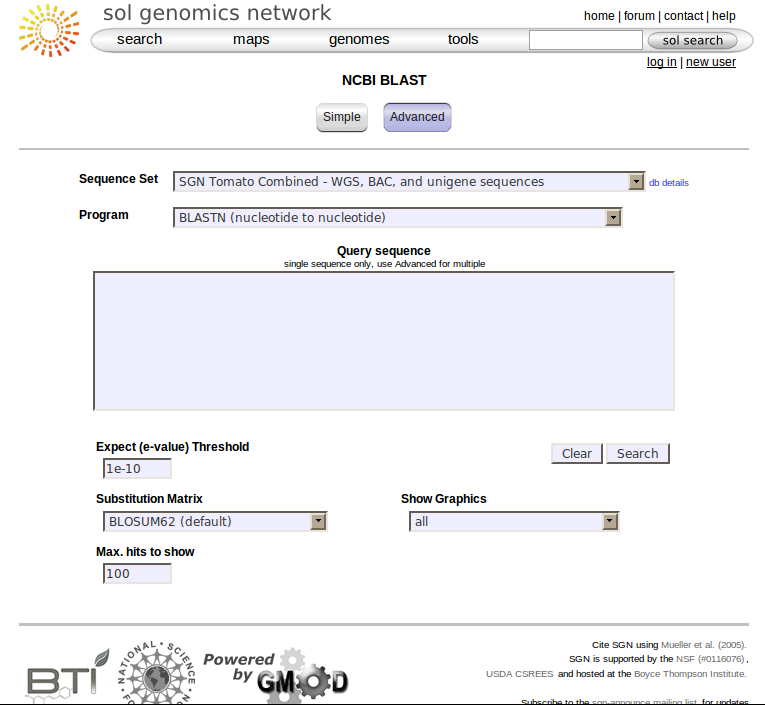 sol genomics network
home | forum | contact | help
search maps genomes tools sol search
log in | new user
NCBI BLAST
Simple Advanced
Sequence Set SGN Tomato Combined - WGS, BAC, and unigene sequences db details
Program BLASTN (nucleotide to nucleotide)
Query sequence
single sequence only, use Advanced for multiple
Expect (e-value) Threshold
Clear Search
1e-10
Substitution Matrix Show Graphics
BLOSUM62 (default) all
Max. hits to show
100
Cite SGN using Mueller et al. (2005).
SGN is supported by the NSF (#0116076) ,
USDA CSREES and hosted at the Boyce Thompson Institute.
Subscribe to the sgn-announce mailing list for updates
BTI
NATIONAL SCIENCE
Powered
by GMOD